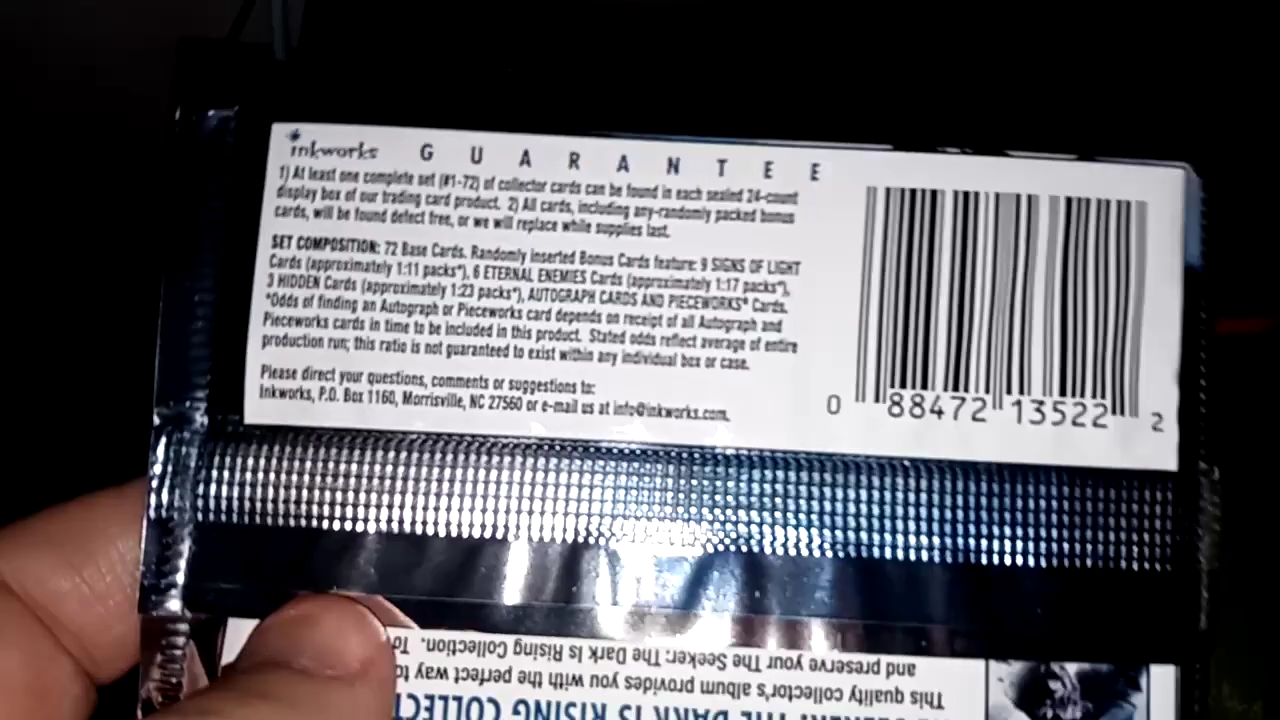 inkworks GUARANTEE
1) At least one complete set (#1-72) of collector cards can be found in each sealed 24-count
display box of our trading card product. 2) All cards, including any-randomly packed bonus
cards, will be found defect free, or we will replace while supplies last.
SET COMPOSITION: 72 Base Cards. Randomly inserted Bonus Cards feature: 9 SIGNS OF LIGHT
Cards (approximately 1:11 packs*), 6 ETERNAL ENEMIES Cards (approximately 1:17 packs*),
3 HIDDEN Cards (approximately 1:23 packs*), AUTOGRAPH CARDS AND PIECEWORKS® Cards.
*Odds of finding an Autograph or Pieceworks card depends on receipt of all Autograph and
Pieceworks cards in time to be included in this product. Stated odds reflect average of entire
production run; this ratio is not guaranteed to exist within any individual box or case.
Please direct your questions, comments or suggestions to:
Inkworks, P.O. Box 1160, Morrisville, NC 27560 or e-mail us at info@inkworks.com.
0 88472 13522 2
THE DARK IS RISING COLLECT
This quality collector's album provides you with the perfect way to
and preserve your The Seeker: The Dark Is Rising Collection. To